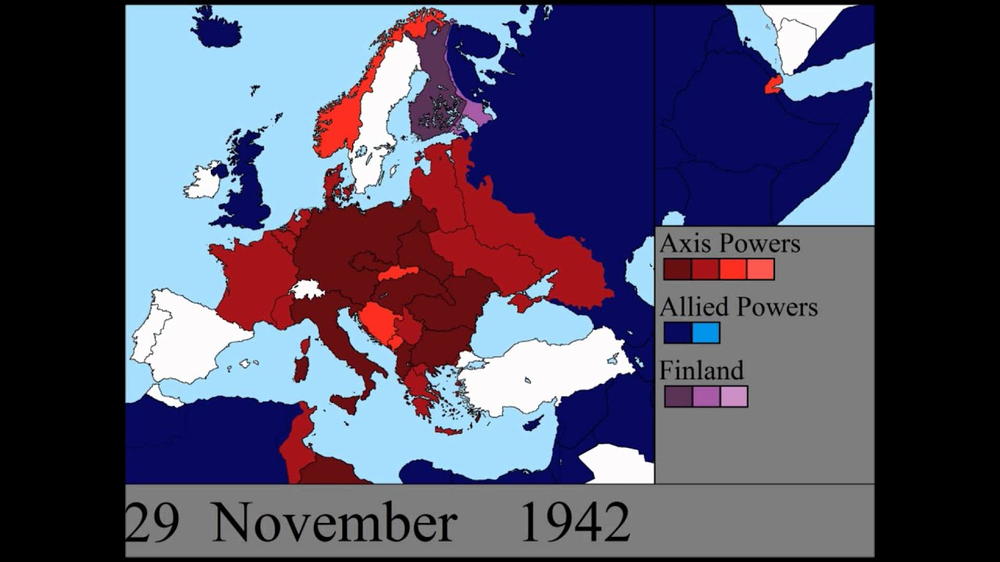 Axis Powers
Allied Powers
Finland
29 November 1942